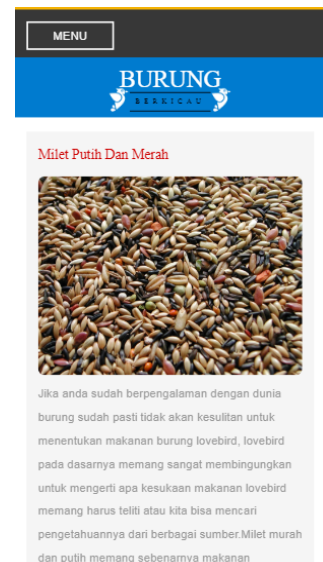 MENU
BURUNG
BERKICAU
Milet Putih Dan Merah
Jika anda sudah berpengalaman dengan dunia
burung sudah pasti tidak akan kesulitan untuk
menentukan makanan burung lovebird, lovebird
pada dasarnya memang sangat membingungkan
untuk mengerti apa kesukaan makanan lovebird
memang harus teliti atau kita bisa mencari
pengetahuannya dari berbagai sumber.Milet murah
dan putih memang sebenarnya makanan